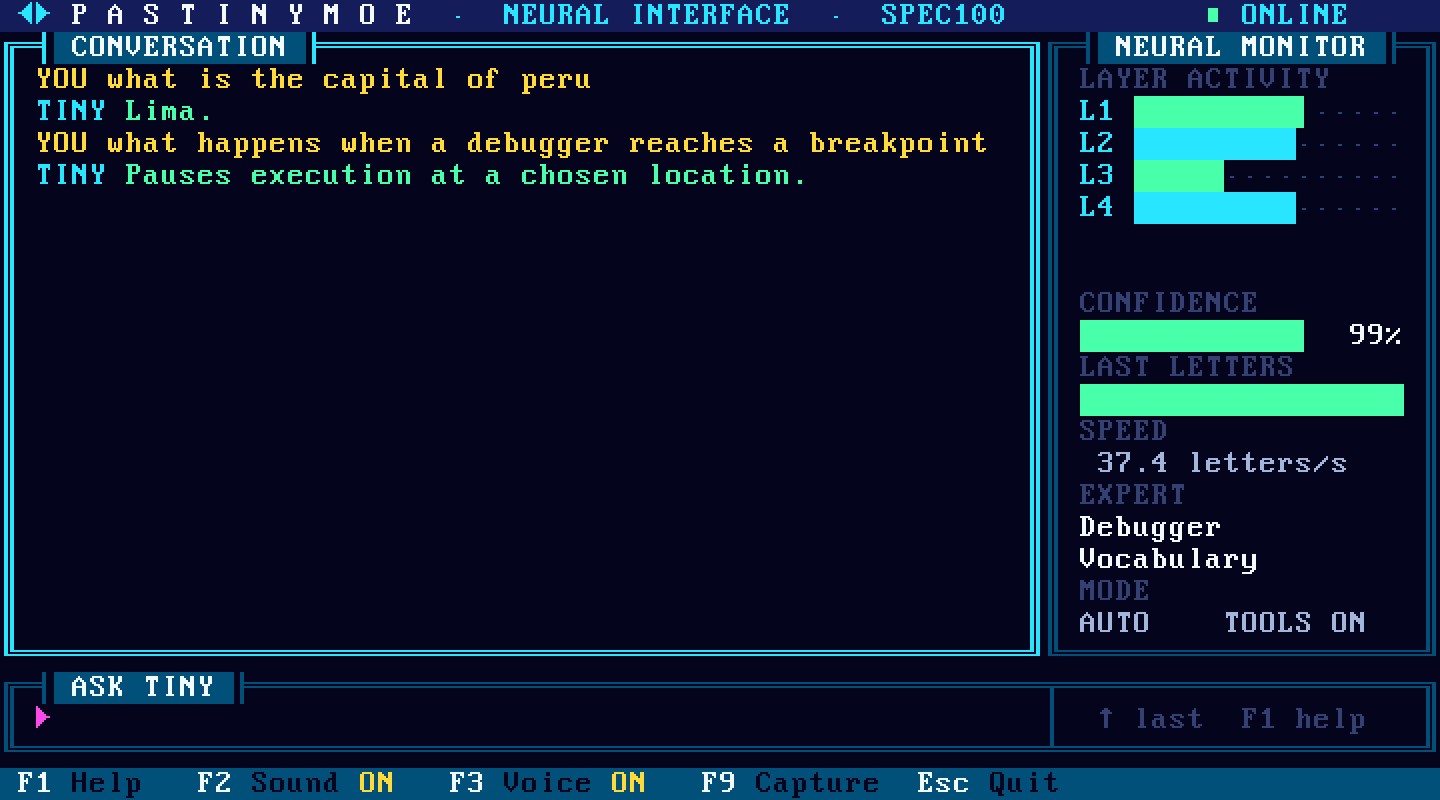 PASTINYMOE · NEURAL INTERFACE · SPEC100 ONLINE
CONVERSATION
YOU what is the capital of peru
TINY Lima.
YOU what happens when a debugger reaches a breakpoint
TINY Pauses execution at a chosen location.
NEURAL MONITOR
LAYER ACTIVITY
L1
L2
L3
L4
CONFIDENCE
99%
LAST LETTERS
SPEED
37.4 letters/s
EXPERT
Debugger
Vocabulary
MODE
AUTO TOOLS ON
ASK TINY
↑ last F1 help
F1 Help F2 Sound ON F3 Voice ON F9 Capture Esc Quit